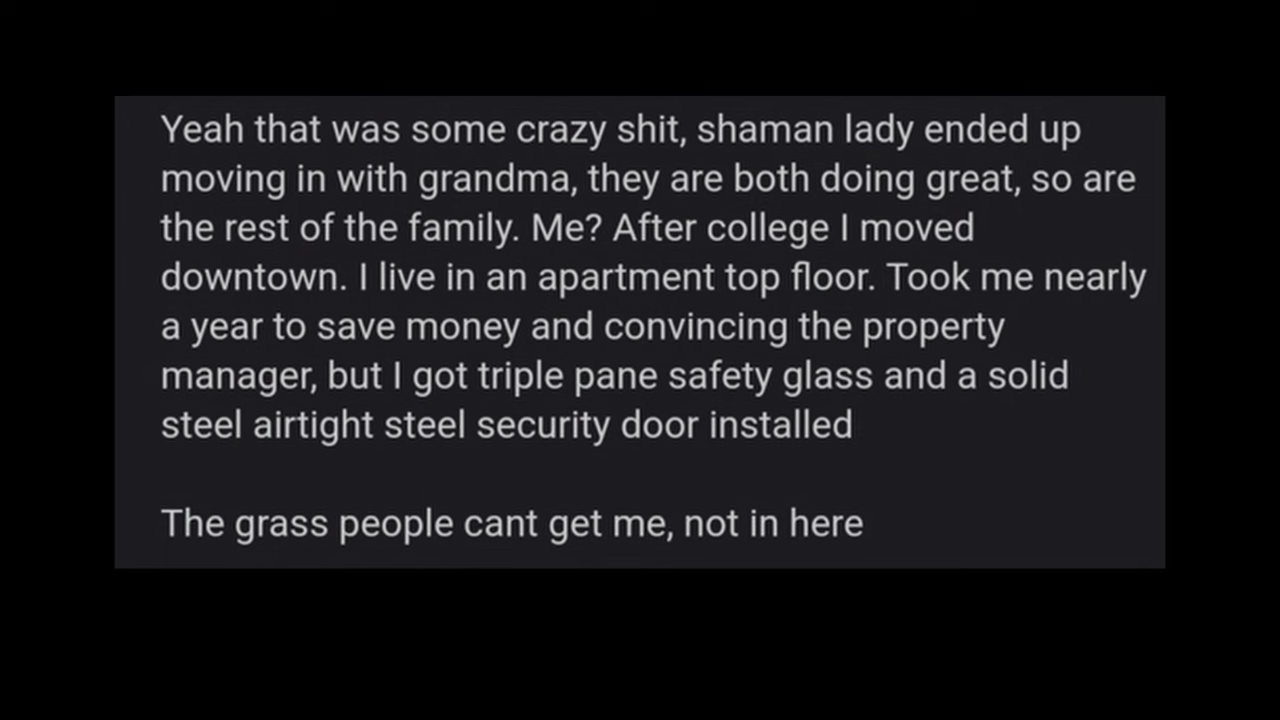 Yeah that was some crazy shit, shaman lady ended up
moving in with grandma, they are both doing great, so are
the rest of the family. Me? After college I moved
downtown. I live in an apartment top floor. Took me nearly
a year to save money and convincing the property
manager, but I got triple pane safety glass and a solid
steel airtight steel security door installed
The grass people cant get me, not in here